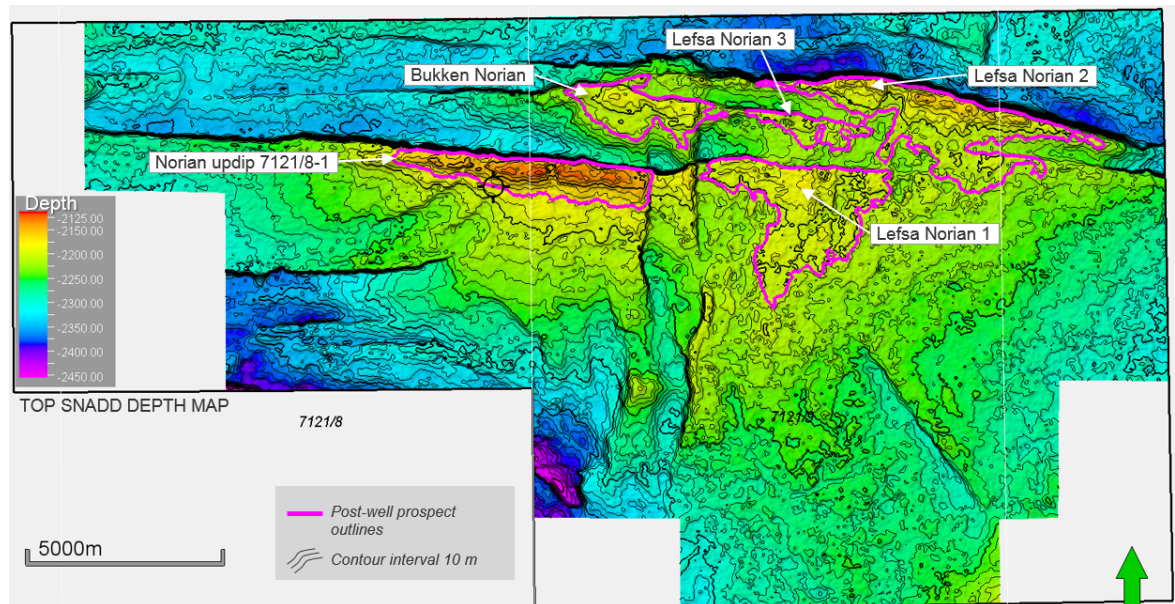 Lefsa Norian 3
Bukken Norian
Lefsa Norian 2
Norian updip 7121/8-1
Lefsa Norian 1
Depth
-2125.00
-2150.00
-2200.00
-2250.00
-2300.00
-2350.00
-2400.00
-2450.00
TOP SNADD DEPTH MAP
7121/8
7121/9
Post-well prospect
outlines
Contour interval 10 m
5000m